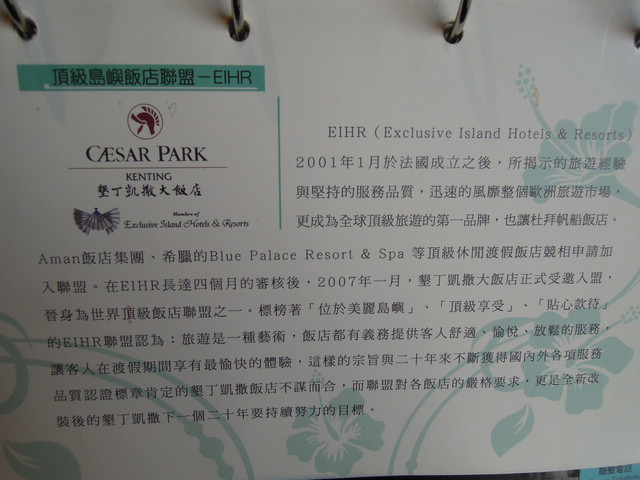 頂級島嶼飯店聯盟－EIHR
CÆSAR PARK
KENTING
墾丁凱撒大飯店
Member of
Exclusive Island Hotels & Resorts
EIHR（Exclusive Island Hotels & Resorts）
2001年1月於法國成立之後，所揭示的旅遊經驗
與堅持的服務品質，迅速的風靡整個歐洲旅遊市場，
更成為全球頂級旅遊的第一品牌，也讓杜拜帆船飯店、
Aman飯店集團、希臘的Blue Palace Resort & Spa 等頂級休閒渡假飯店競相申請加
入聯盟。在EIHR長達四個月的審核後，2007年一月，墾丁凱撒大飯店正式受邀入盟，
晉身為世界頂級飯店聯盟之一。標榜著「位於美麗島嶼」、「頂級享受」、「貼心款待」
的EIHR聯盟認為：旅遊是一種藝術，飯店都有義務提供客人舒適、愉悅、放鬆的服務，
讓客人在渡假期間享有最愉快的體驗，這樣的宗旨與二十年來不斷獲得國內外各項服務
品質認證標章肯定的墾丁凱撒飯店不謀而合，而聯盟對各飯店的嚴格要求，更是全新改
裝後的墾丁凱撒下一個二十年要持續努力的目標。
聯盟電話